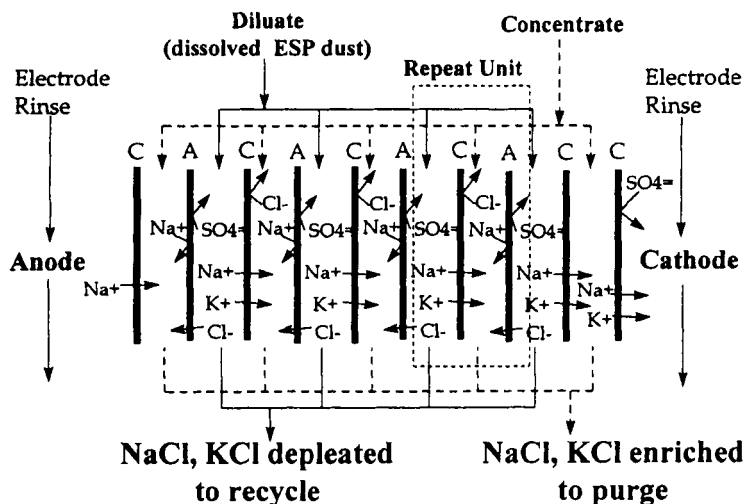 Diluate
(dissolved ESP dust)
Concentrate
Repeat Unit
Electrode
Rinse
Electrode
Rinse
C A C A C A C A C C
SO4=
Cl- Cl- Cl-
Na+ SO4= Na+ SO4= Na+ SO4= Na+ SO4=
Anode
Cathode
Na+ Na+ Na+ Na+ Na+ Na+
K+ K+ K+ K+ K+
Cl- Cl- Cl- Cl-
NaCl, KCl depleated
to recycle
NaCl, KCl enriched
to purge